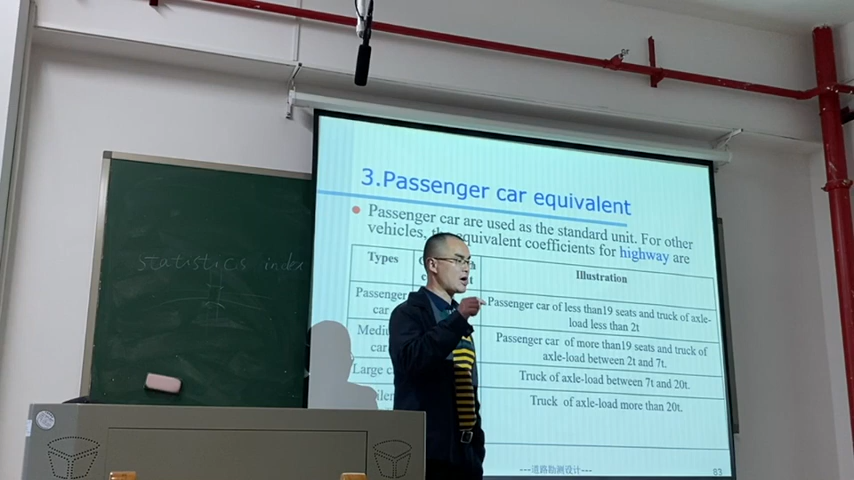 statistics index
3.Passenger car equivalent
Passenger car are used as the standard unit. For other
vehicles, equivalent coefficients for highway are
Types
Illustration
Passenger
car
Passenger car of less than19 seats and truck of axle-
load less than 2t
car
Passenger car of more than19 seats and truck of
axle-load between 2t and 7t.
Large
Truck of axle-load between 7t and 20t.
Truck of axle-load more than 20t.
---道路勘测设计---
83